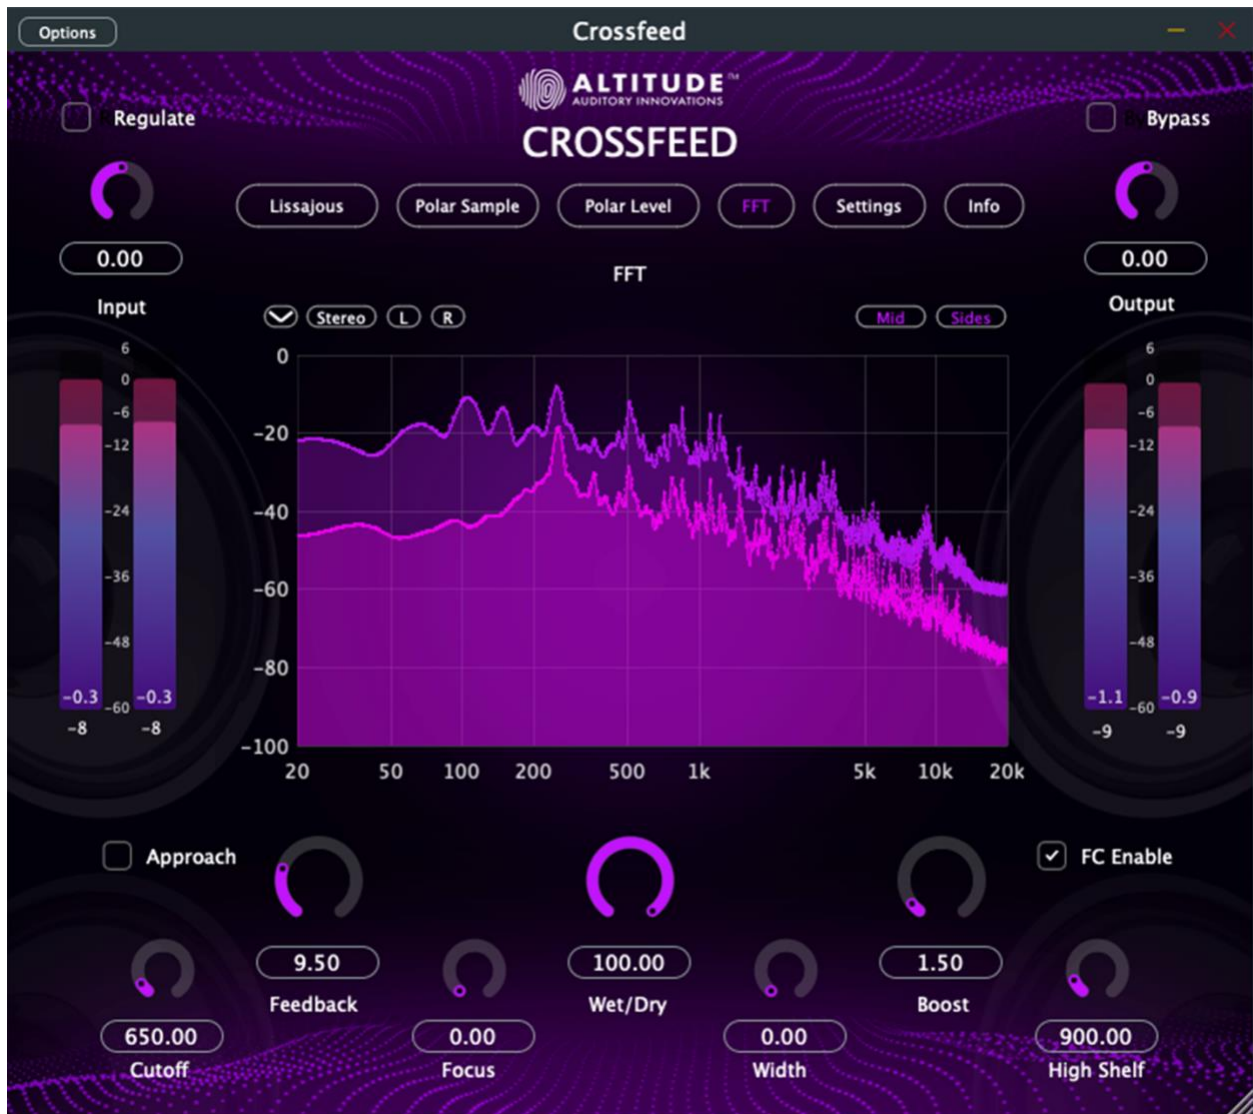 Options
Crossfeed
ALTITUDE™
AUDITORY INNOVATIONS
CROSSFEED
Regulate
Bypass
Lissajous Polar Sample Polar Level FFT Settings Info
0.00
0.00
Input
FFT
Output
Stereo L R Mid Sides
6
0
-6
-12
-24
-36
-48
-60
-0.3 -0.3
-8 -8
0
-20
-40
-60
-80
-100
20 50 100 200 500 1k 5k 10k 20k
6
0
-6
-12
-24
-36
-48
-60
-1.1 -0.9
-9 -9
Approach
FC Enable
9.50
100.00
1.50
Feedback
Wet/Dry
Boost
650.00
0.00
0.00
900.00
Cutoff
Focus
Width
High Shelf